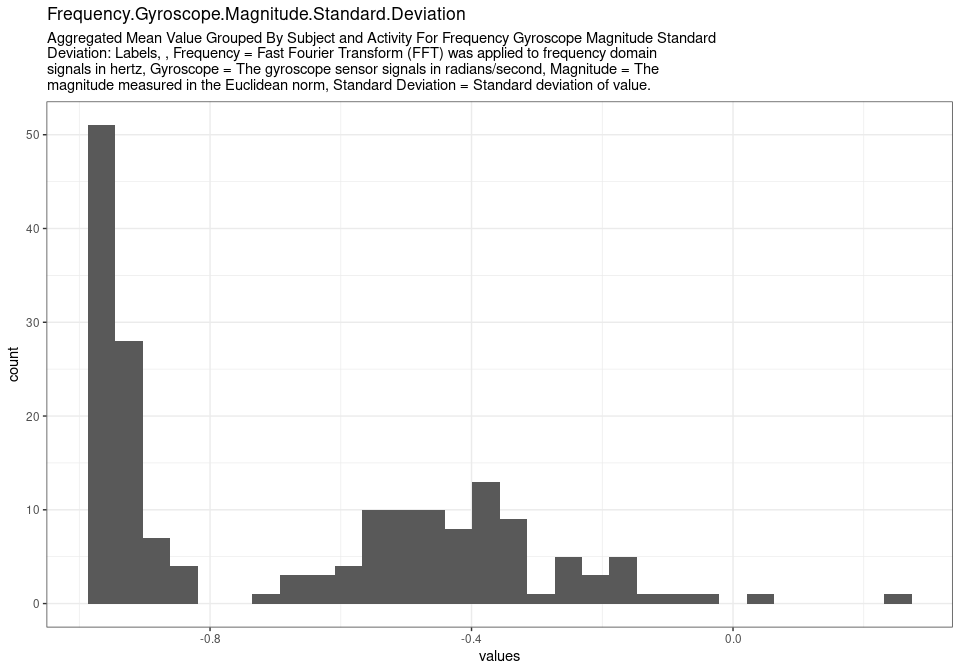 Frequency.Gyroscope.Magnitude.Standard.Deviation
Aggregated Mean Value Grouped By Subject and Activity For Frequency Gyroscope Magnitude Standard
Deviation: Labels, , Frequency = Fast Fourier Transform (FFT) was applied to frequency domain
signals in hertz, Gyroscope = The gyroscope sensor signals in radians/second, Magnitude = The
magnitude measured in the Euclidean norm, Standard Deviation = Standard deviation of value.
50
40
30
20
10
0
count
-0.8
-0.4
0.0
values